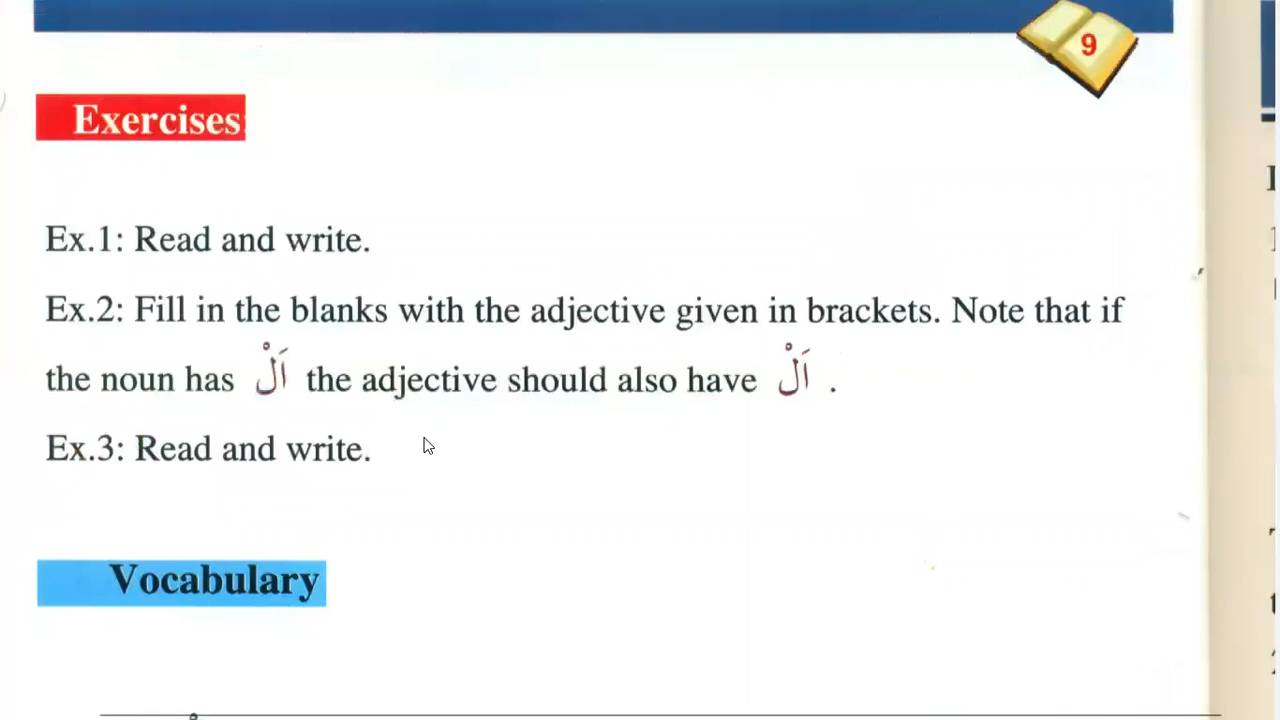 9
Exercises
Ex.1: Read and write.
Ex.2: Fill in the blanks with the adjective given in brackets. Note that if
the noun has اَلْ the adjective should also have اَلْ .
Ex.3: Read and write.
Vocabulary